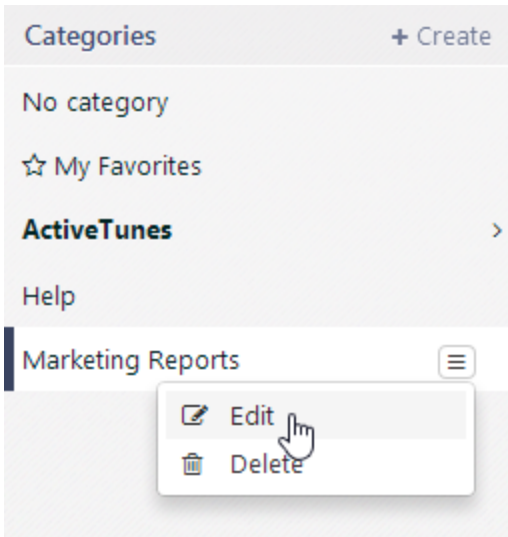 Categories + Create
No category
My Favorites
ActiveTunes
Help
Marketing Reports
Edit
Delete